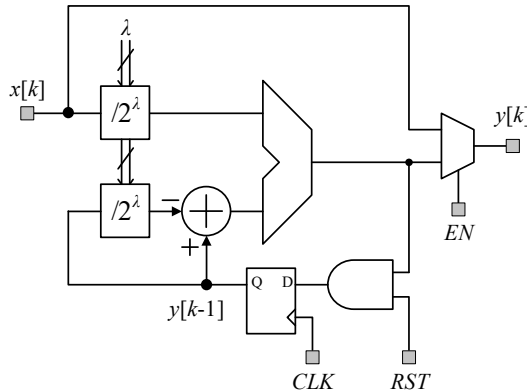 λ
x[k]
/2^λ
y[k]
/2^λ
−
+
+
EN
y[k-1]
Q
D
CLK
RST